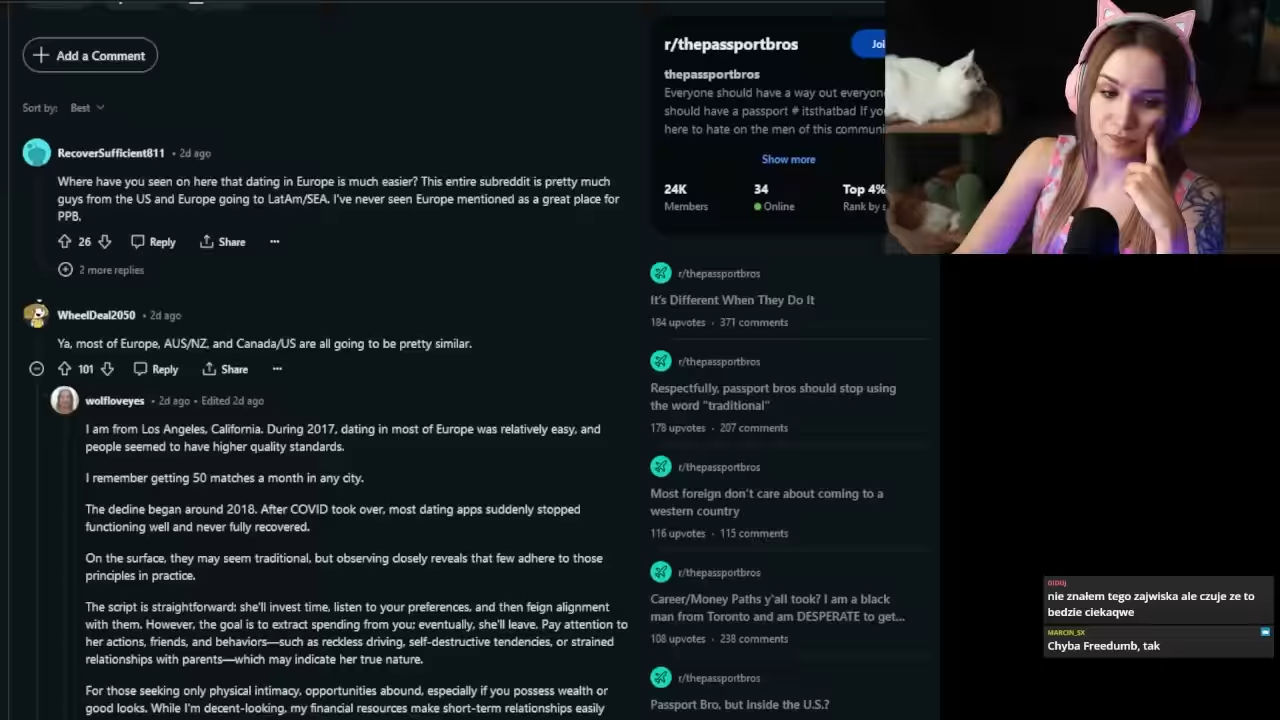 Add a Comment
Sort by: Best
RecoverSufficient811 • 2d ago
Where have you seen on here that dating in Europe is much easier? This entire subreddit is pretty much
guys from the US and Europe going to LatAm/SEA. I've never seen Europe mentioned as a great place for
PPB.
26 Reply Share ...
2 more replies
WheelDeal2050 • 2d ago
Ya, most of Europe, AUS/NZ, and Canada/US are all going to be pretty similar.
101 Reply Share ...
wolfloveyes • 2d ago • Edited 2d ago
I am from Los Angeles, California. During 2017, dating in most of Europe was relatively easy, and
people seemed to have higher quality standards.
I remember getting 50 matches a month in any city.
The decline began around 2018. After COVID took over, most dating apps suddenly stopped
functioning well and never fully recovered.
On the surface, they may seem traditional, but observing closely reveals that few adhere to those
principles in practice.
The script is straightforward: she'll invest time, listen to your preferences, and then feign alignment
with them. However, the goal is to extract spending from you; eventually, she'll leave. Pay attention to
her actions, friends, and behaviors—such as reckless driving, self-destructive tendencies, or strained
relationships with parents—which may indicate her true nature.
For those seeking only physical intimacy, opportunities abound, especially if you possess wealth or
good looks. While I'm decent-looking, my financial resources make short-term relationships easily
r/thepassportbros
Joi
thepassportbros
Everyone should have a way out everyone
should have a passport # itsthatbad If you
here to hate on the men of this communi
Show more
24K 34 Top 4%
Members Online Rank by s
r/thepassportbros
It's Different When They Do It
184 upvotes • 371 comments
r/thepassportbros
Respectfully, passport bros should stop using
the word "traditional"
178 upvotes • 207 comments
r/thepassportbros
Most foreign don't care about coming to a
western country
116 upvotes • 115 comments
r/thepassportbros
Career/Money Paths y'all took? I am a black
man from Toronto and am DESPERATE to get...
108 upvotes • 238 comments
r/thepassportbros
Passport Bro, but inside the U.S.?
nie znałem tego zajwiska ale czuje ze to
bedzie ciekaqwe
MARCIN_SX
Chyba Freedumb, tak